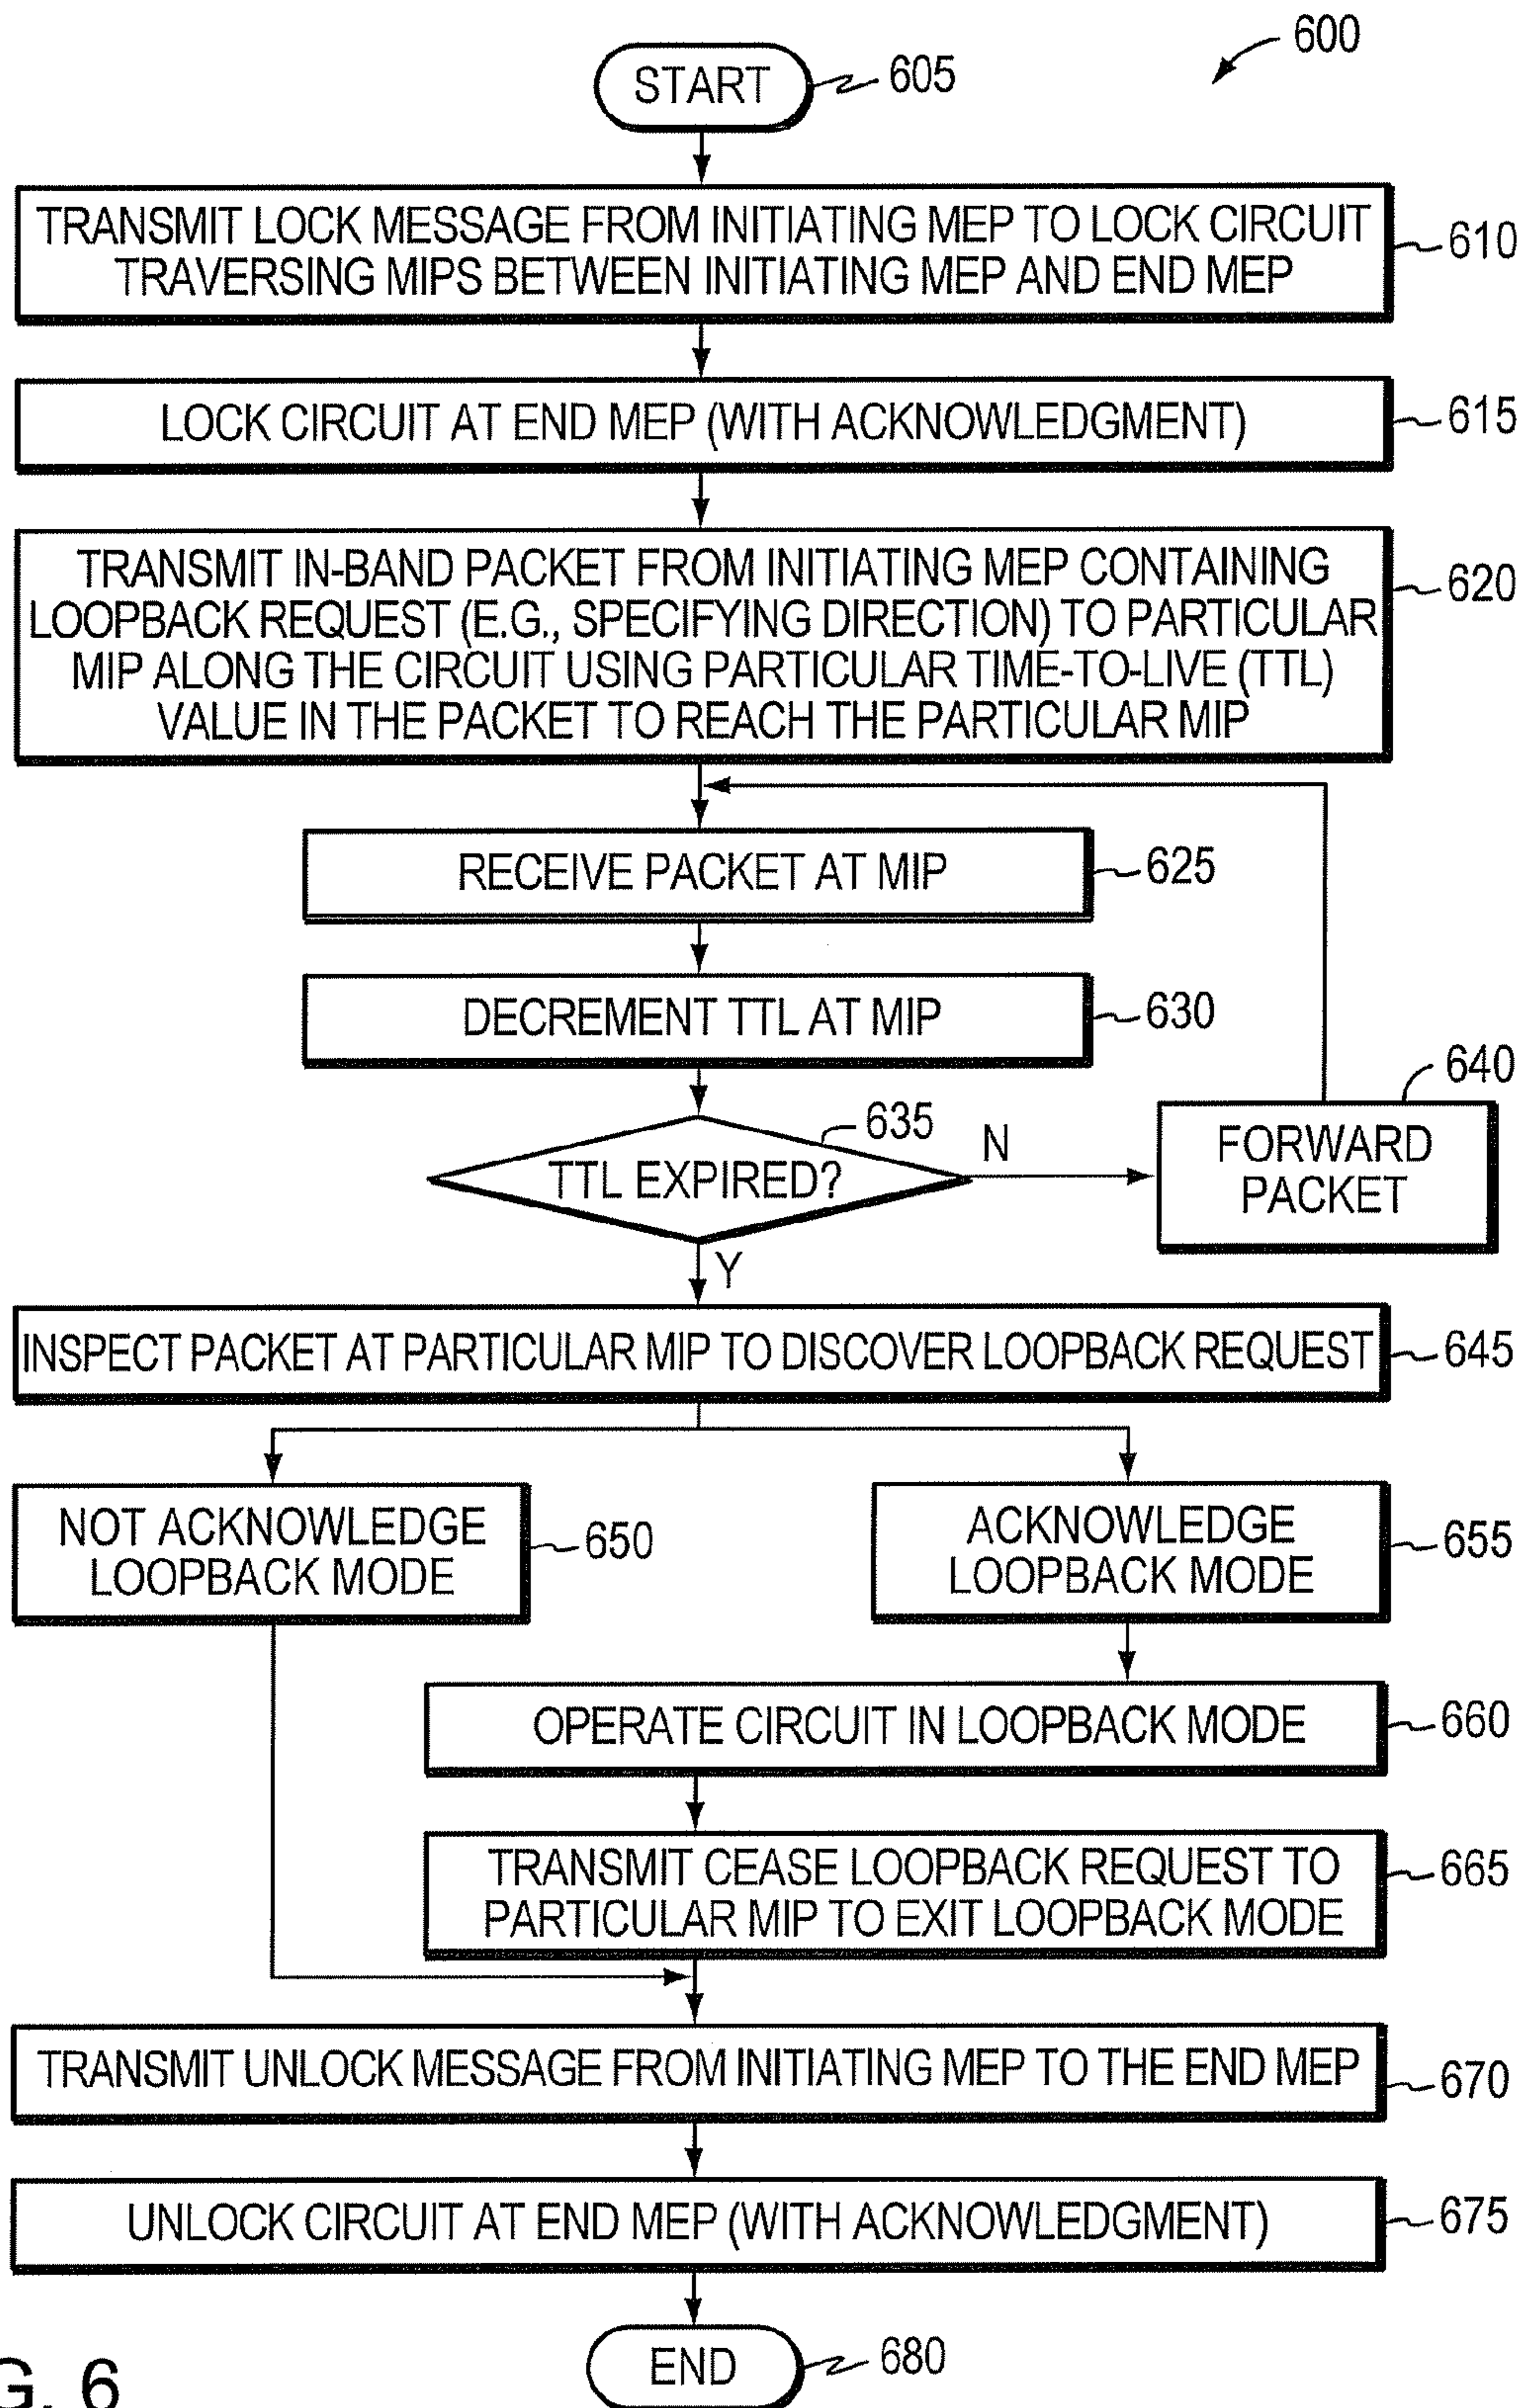 600
START
605
TRANSMIT LOCK MESSAGE FROM INITIATING MEP TO LOCK CIRCUIT
TRAVERSING MIPS BETWEEN INITIATING MEP AND END MEP
610
LOCK CIRCUIT AT END MEP (WITH ACKNOWLEDGMENT)
615
TRANSMIT IN-BAND PACKET FROM INITIATING MEP CONTAINING
LOOPBACK REQUEST (E.G., SPECIFYING DIRECTION) TO PARTICULAR
MIP ALONG THE CIRCUIT USING PARTICULAR TIME-TO-LIVE (TTL)
VALUE IN THE PACKET TO REACH THE PARTICULAR MIP
620
RECEIVE PACKET AT MIP
625
DECREMENT TTL AT MIP
630
TTL EXPIRED?
635
N
FORWARD
PACKET
640
Y
INSPECT PACKET AT PARTICULAR MIP TO DISCOVER LOOPBACK REQUEST
645
NOT ACKNOWLEDGE
LOOPBACK MODE
650
ACKNOWLEDGE
LOOPBACK MODE
655
OPERATE CIRCUIT IN LOOPBACK MODE
660
TRANSMIT CEASE LOOPBACK REQUEST TO
PARTICULAR MIP TO EXIT LOOPBACK MODE
665
TRANSMIT UNLOCK MESSAGE FROM INITIATING MEP TO THE END MEP
670
UNLOCK CIRCUIT AT END MEP (WITH ACKNOWLEDGMENT)
675
END
680
G. 6